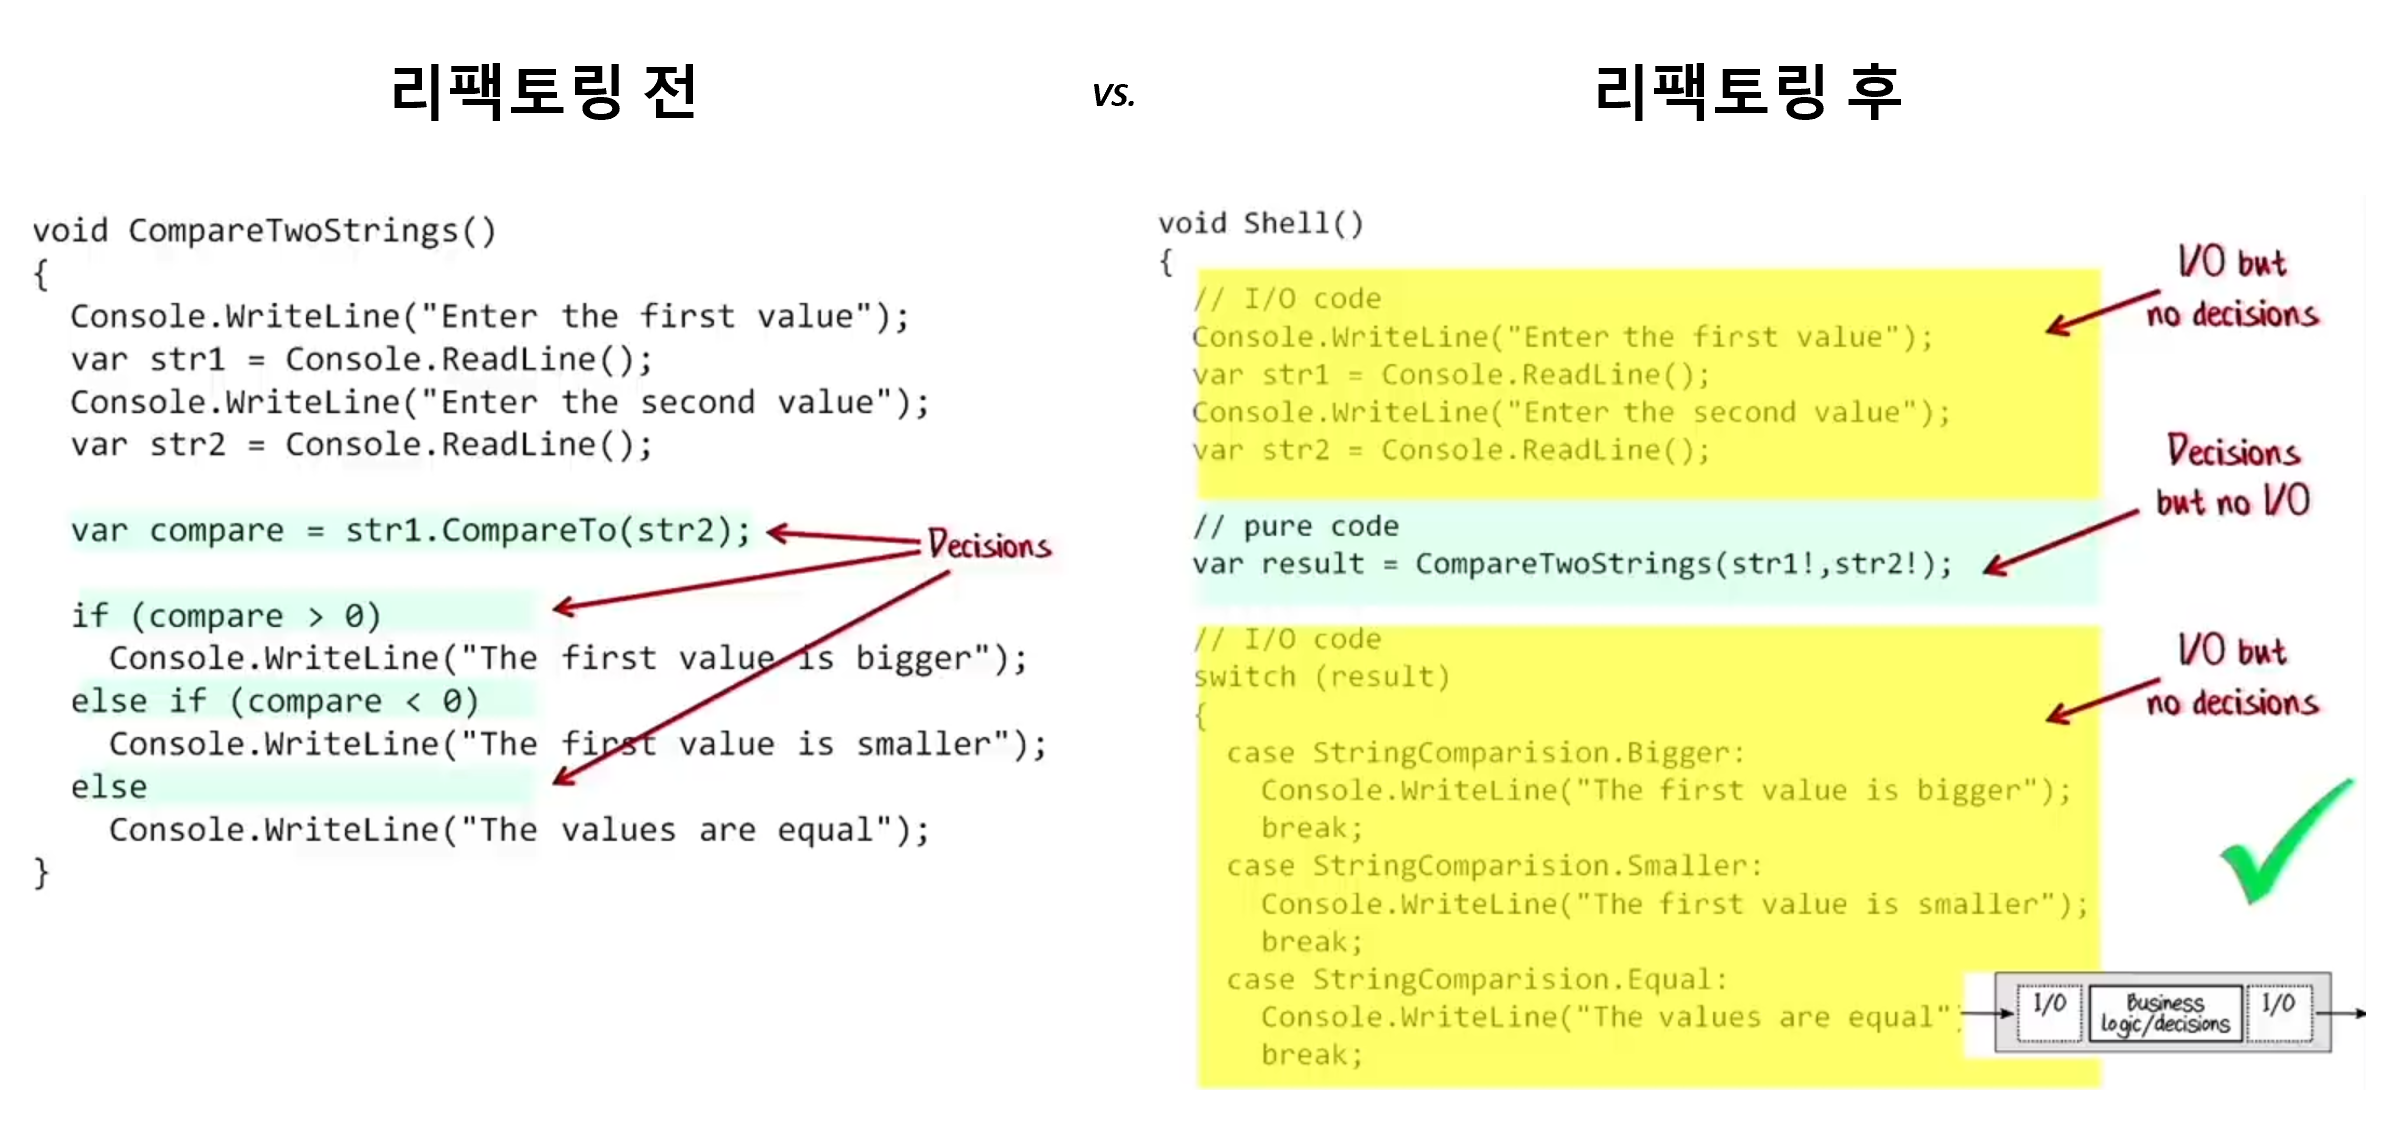 리팩토링 전
vs.
리팩토링 후
void CompareTwoStrings()
{
Console.WriteLine("Enter the first value");
var str1 = Console.ReadLine();
Console.WriteLine("Enter the second value");
var str2 = Console.ReadLine();
var compare = str1.CompareTo(str2);
if (compare > 0)
Console.WriteLine("The first value is bigger");
else if (compare < 0)
Console.WriteLine("The first value is smaller");
else
Console.WriteLine("The values are equal");
}
Decisions
void Shell()
{
// I/O code
Console.WriteLine("Enter the first value");
var str1 = Console.ReadLine();
Console.WriteLine("Enter the second value");
var str2 = Console.ReadLine();
// pure code
var result = CompareTwoStrings(str1!,str2!);
// I/O code
switch (result)
{
case StringComparision.Bigger:
Console.WriteLine("The first value is bigger");
break;
case StringComparision.Smaller:
Console.WriteLine("The first value is smaller");
break;
case StringComparision.Equal:
Console.WriteLine("The values are equal"
break;
I/O but
no decisions
Decisions
but no I/O
I/O but
no decisions
I/O
Business
logic/decisions
I/O